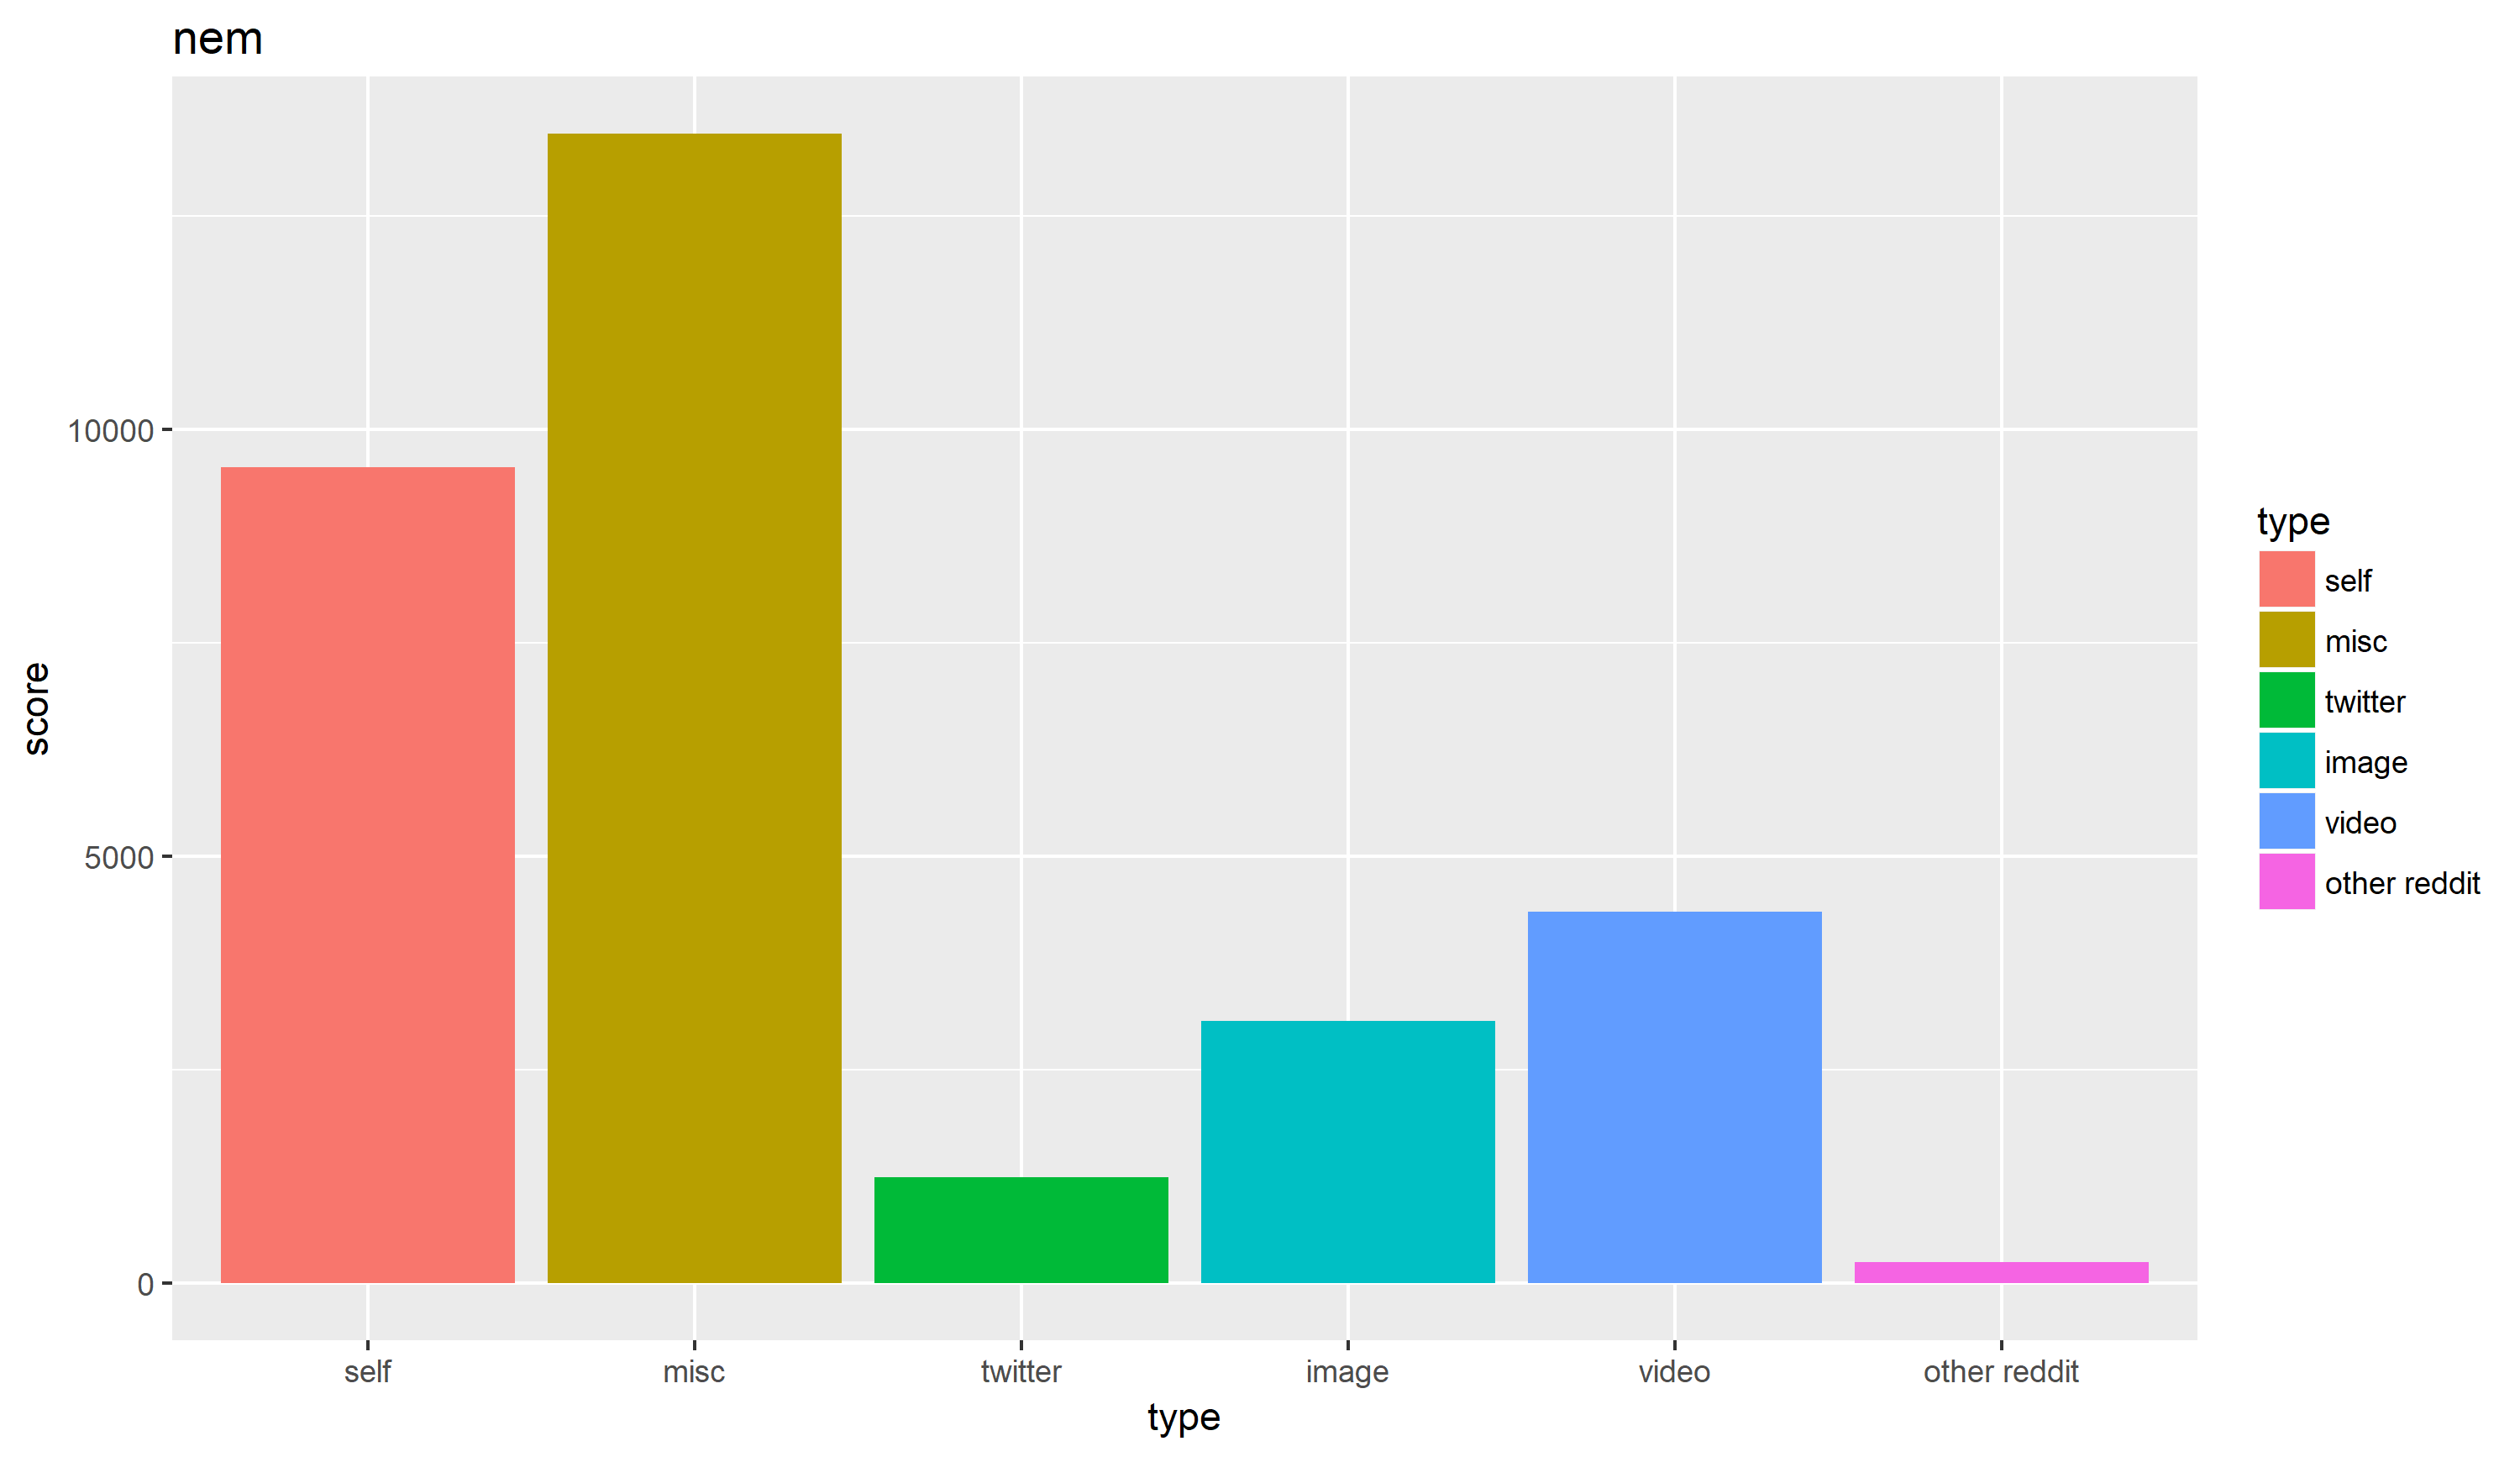 nem
score
10000
5000
0
self
misc
twitter
image
video
other reddit
type
type
self
misc
twitter
image
video
other reddit